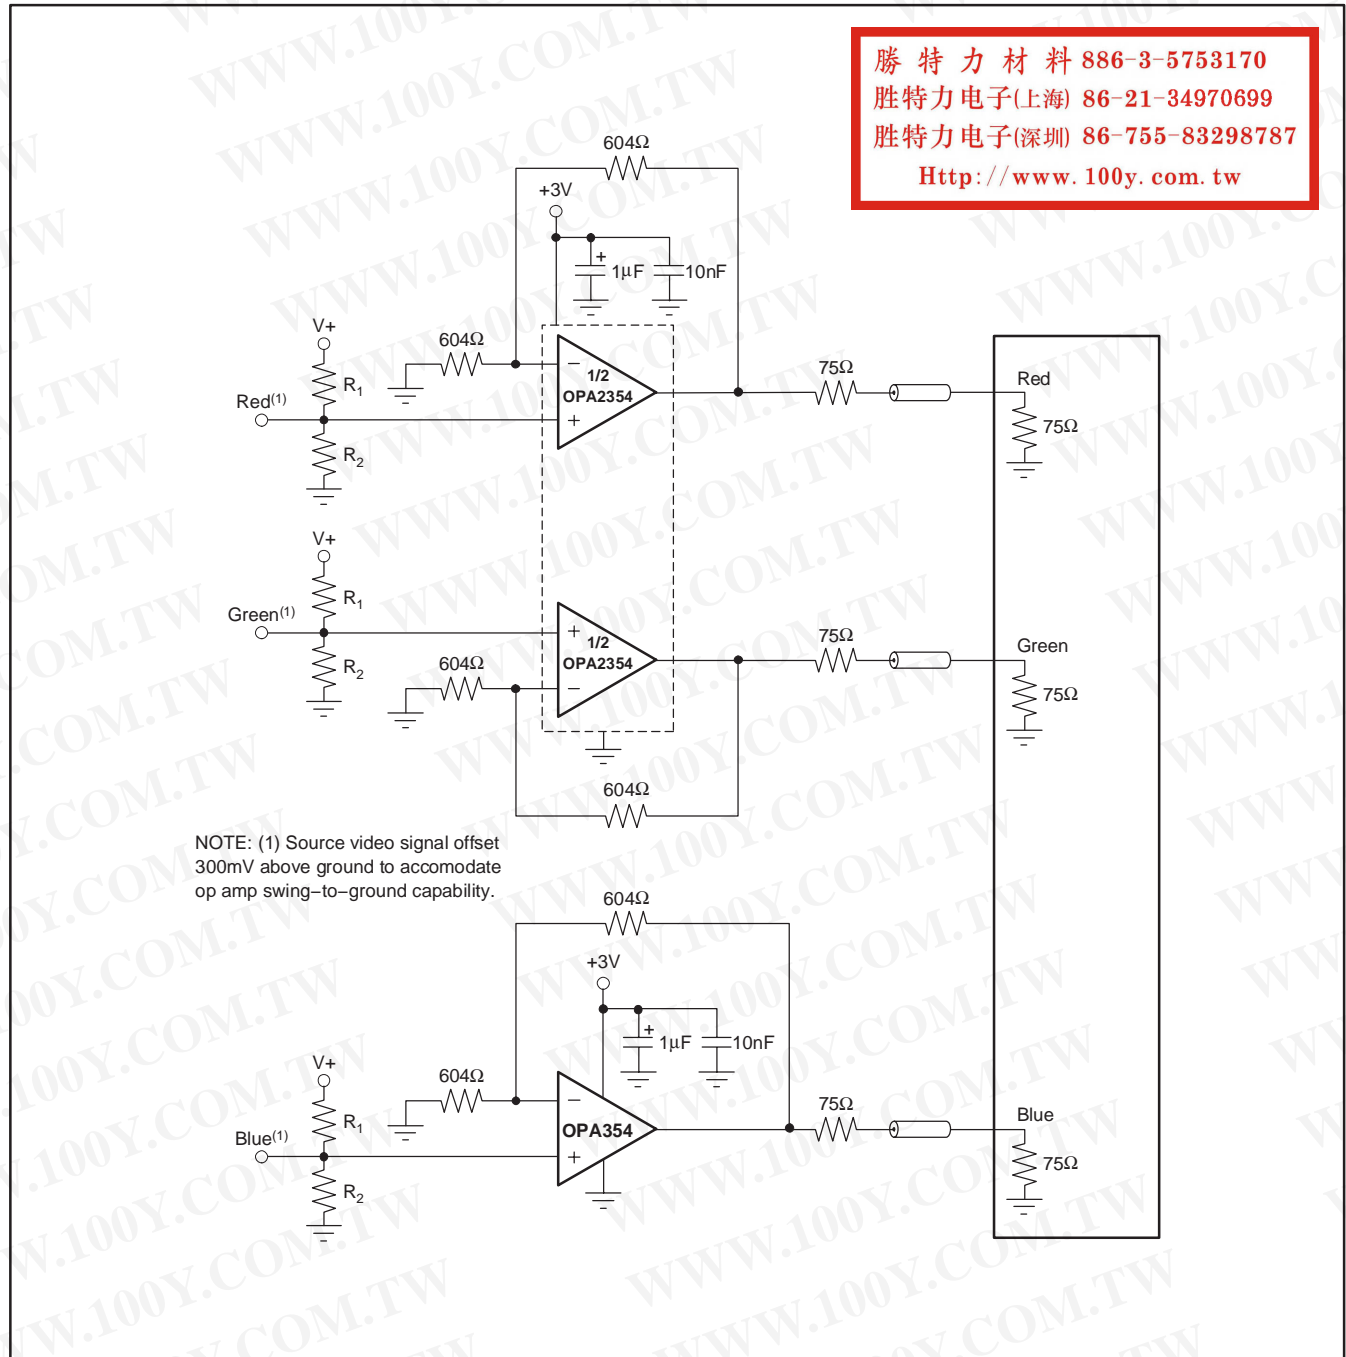 勝特力材料 886-3-5753170
胜特力电子(上海) 86-21-34970699
胜特力电子(深圳) 86-755-83298787
Http://www.100y.com.tw
604Ω
+3V
+
1μF
10nF
V+
604Ω
R1
−
1/2
OPA2354
+
75Ω
Red
Red(1)
R2
75Ω
V+
R1
Green(1)
+
1/2
OPA2354
−
75Ω
Green
R2
604Ω
75Ω
604Ω
NOTE: (1) Source video signal offset
300mV above ground to accomodate
op amp swing−to−ground capability.
604Ω
+3V
+
1μF
10nF
V+
604Ω
R1
−
OPA354
+
75Ω
Blue
Blue(1)
R2
75Ω
WWW.100Y.COM.TW